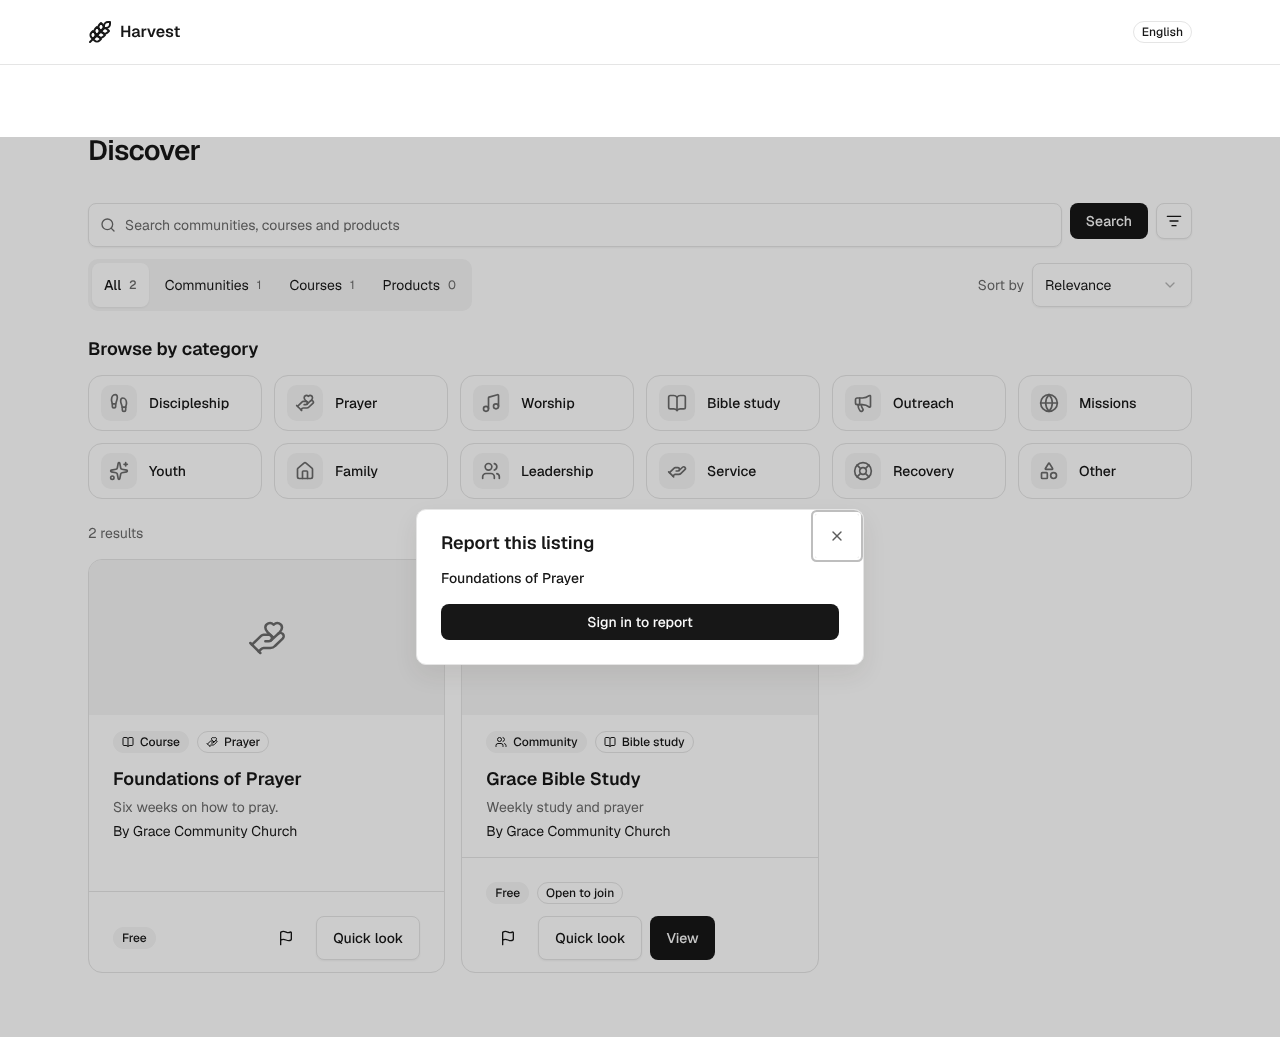 Harvest
English
Discover
Search communities, courses and products
Search
All 2
Communities 1
Courses 1
Products 0
Sort by
Relevance
Browse by category
Discipleship
Prayer
Worship
Bible study
Outreach
Missions
Youth
Family
Leadership
Service
Recovery
Other
2 results
Report this listing
Foundations of Prayer
Sign in to report
Course
Prayer
Foundations of Prayer
Six weeks on how to pray.
By Grace Community Church
Free
Quick look
Community
Bible study
Grace Bible Study
Weekly study and prayer
By Grace Community Church
Free
Open to join
Quick look
View